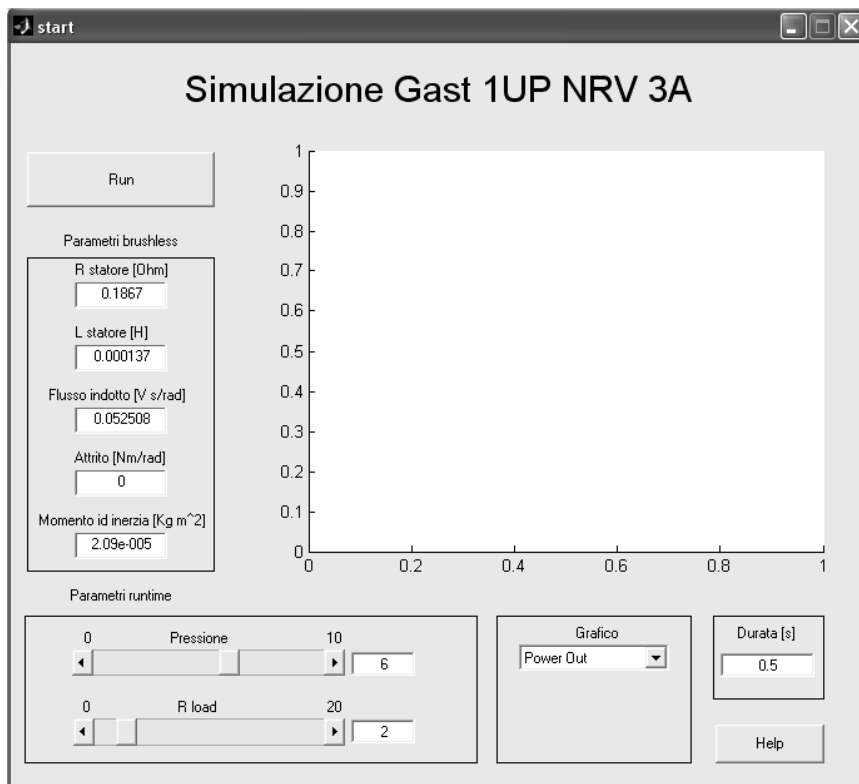 start
Simulazione Gast 1UP NRV 3A
Run
Parametri brushless
R statore [Ohm]
0.1867
L statore [H]
0.000137
Flusso indotto [V s/rad]
0.052508
Attrito [Nm/rad]
0
Momento id inerzia [Kg m^2]
2.09e-005
1
0.9
0.8
0.7
0.6
0.5
0.4
0.3
0.2
0.1
0
0 0.2 0.4 0.6 0.8 1
Parametri runtime
0 Pressione 10
6
0 R load 20
2
Grafico
Power Out
Durata [s]
0.5
Help